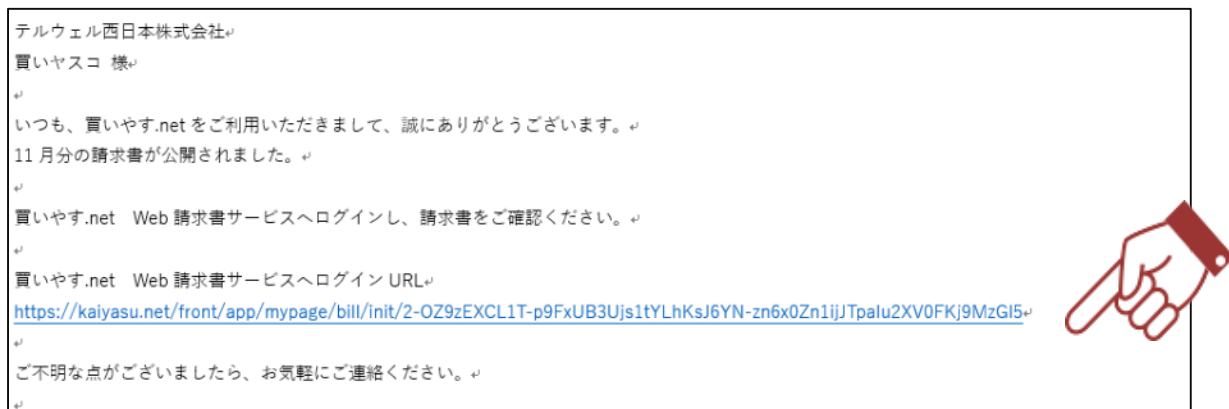 テルウェル西日本株式会社↵
買いヤスコ 様↵
↵
いつも、買いやす.net をご利用いただきまして、誠にありがとうございます。↵
11 月分の請求書が公開されました。↵
↵
買いやす.net　Web 請求書サービスへログインし、請求書をご確認ください。↵
↵
買いやす.net　Web 請求書サービスへログイン URL↵
https://kaiyasu.net/front/app/mypage/bill/init/2-OZ9zEXCL1T-p9FxUB3Ujs1tYLhKsJ6YN-zn6x0Zn1ijJTpaIu2XV0FKj9MzGI5↵
↵
ご不明な点がございましたら、お気軽にご連絡ください。↵
↵